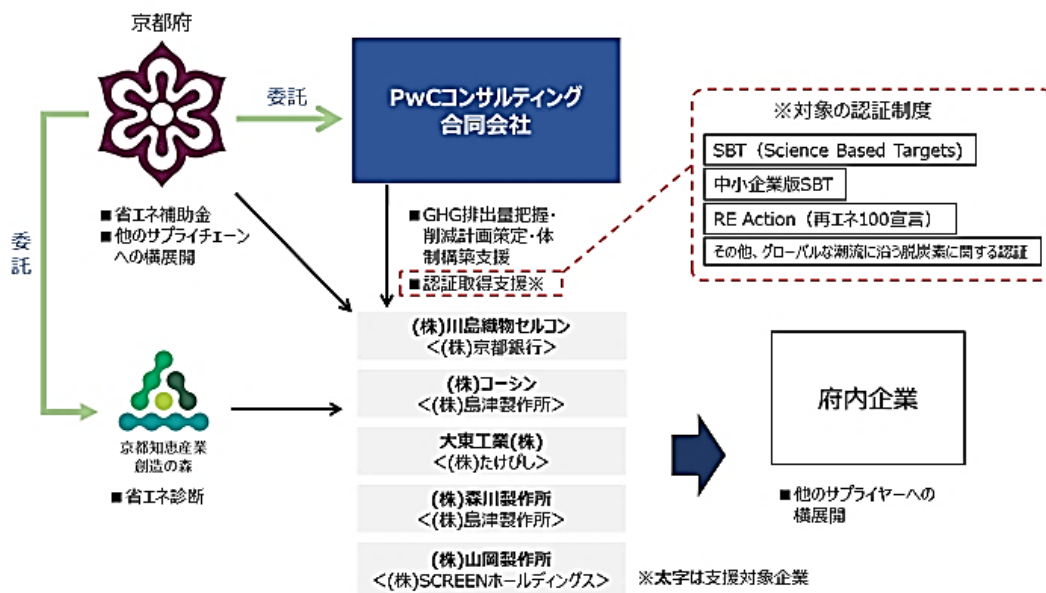 京都府
委託
PwCコンサルティング
合同会社
※対象の認証制度
SBT（Science Based Targets）
中小企業版SBT
RE Action（再エネ100宣言）
その他、グローバルな潮流に沿う脱炭素に関する認証
委託
■省エネ補助金
■他のサプライチェーン
への横展開
■GHG排出量把握・
削減計画策定・体
制構築支援
■認証取得支援※
(株)川島織物セルコン
<(株)京都銀行>
(株)コーシン
<(株)島津製作所>
大東工業(株)
<(株)たけびし>
(株)森川製作所
<(株)島津製作所>
(株)山岡製作所
<(株)SCREENホールディングス>
京都知恵産業
創造の森
■省エネ診断
府内企業
■他のサプライヤーへの
横展開
※太字は支援対象企業